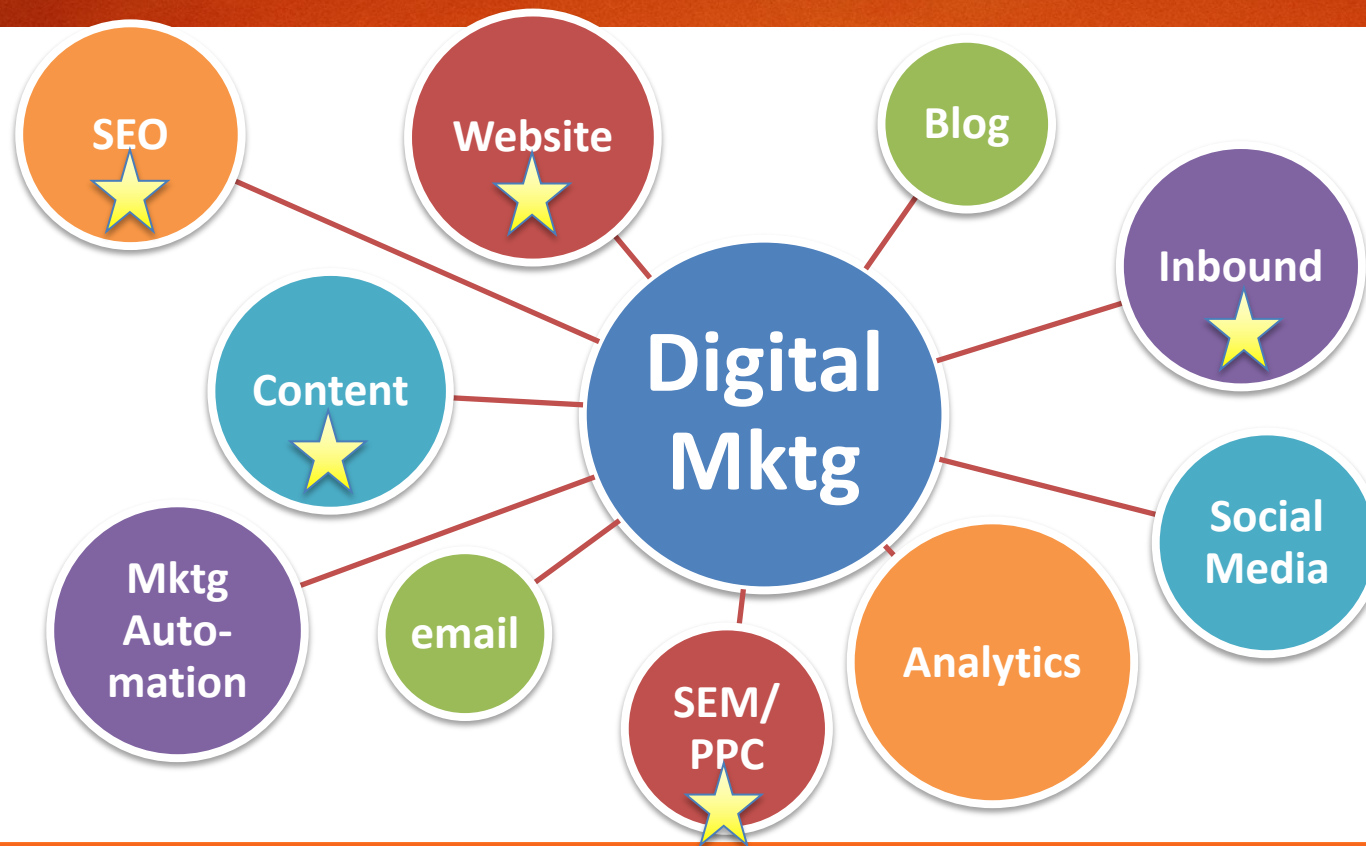 SEO
Website
Blog
Inbound
Digital
Mktg
Content
Social
Media
Mktg
Auto-
mation
email
SEM/
PPC
Analytics